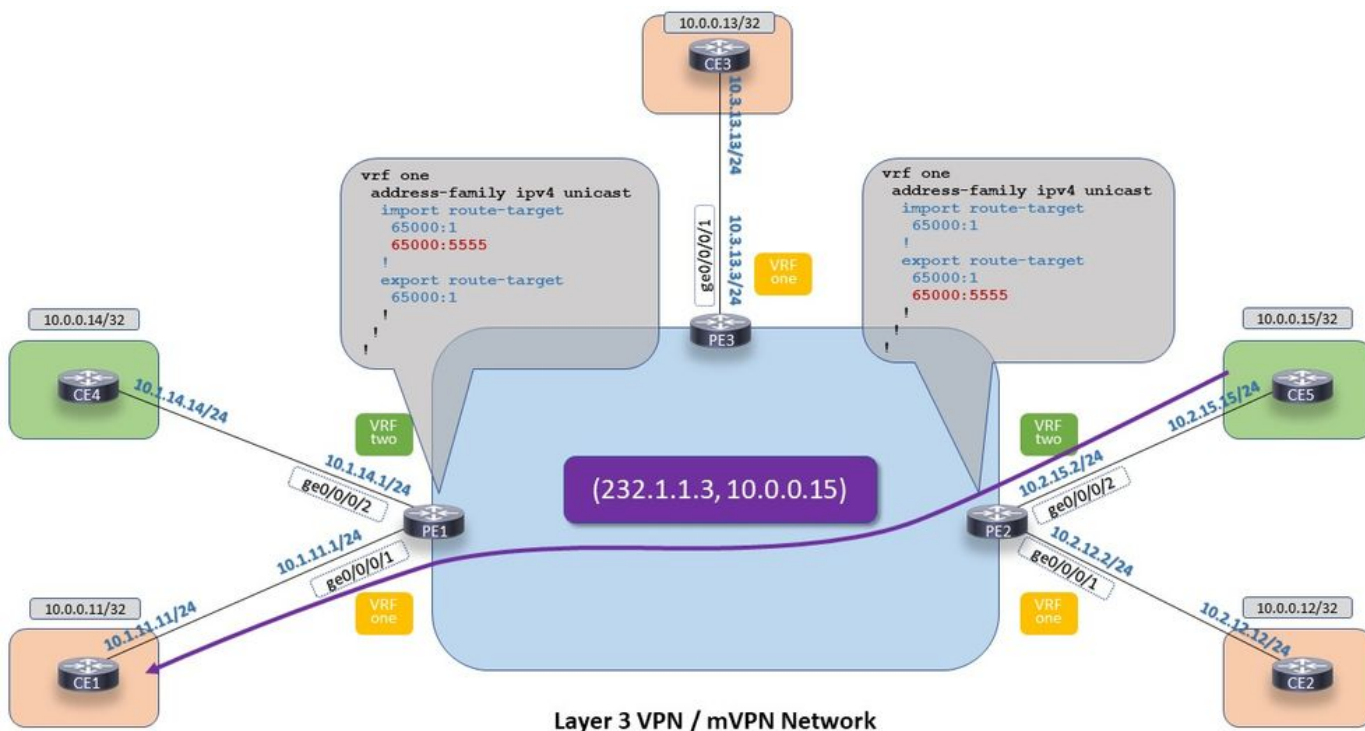 10.0.0.13/32
CE3
10.3.13.13/24
vrf one
address-family ipv4 unicast
import route-target
65000:1
65000:5555
!
export route-target
65000:1
!
!
!
ge0/0/0/1
10.3.13.3/24
VRF
one
PE3
vrf one
address-family ipv4 unicast
import route-target
65000:1
!
export route-target
65000:1
65000:5555
!
!
!
10.0.0.14/32
CE4
10.1.14.14/24
VRF
two
10.1.14.1/24
ge0/0/0/2
PE1
10.1.11.1/24
ge0/0/0/1
VRF
one
10.0.0.11/32
10.1.11.11/24
CE1
(232.1.1.3, 10.0.0.15)
10.0.0.15/32
CE5
10.2.15.15/24
VRF
two
10.2.15.2/24
ge0/0/0/2
PE2
10.2.12.2/24
ge0/0/0/1
VRF
one
10.0.0.12/32
10.2.12.12/24
CE2
Layer 3 VPN / mVPN Network